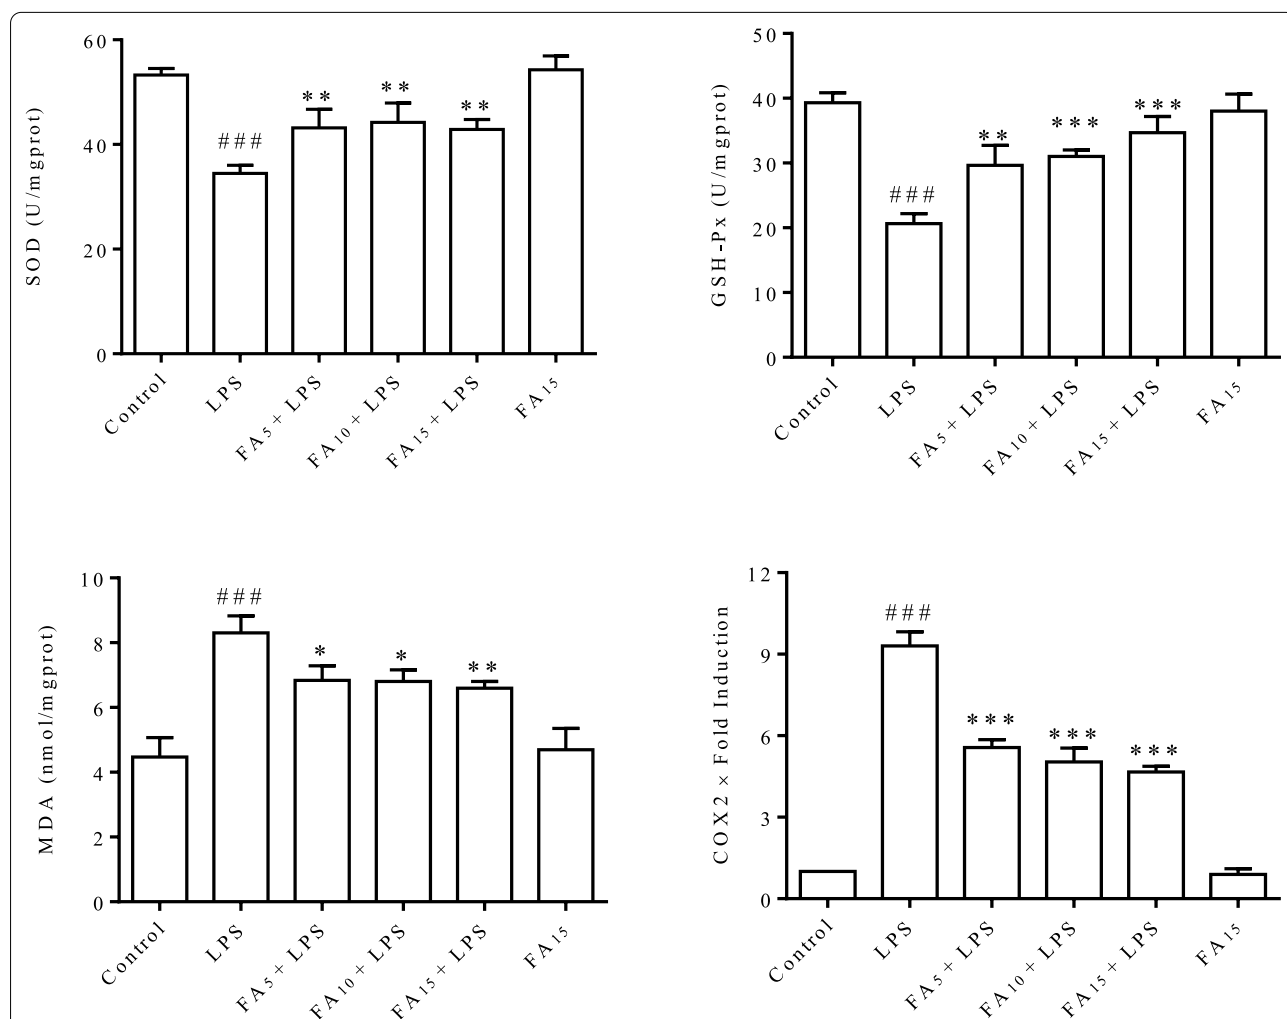 SOD (U/mgprot)
60
40
20
0
###
**
**
**
Control
LPS
FA5 + LPS
FA10 + LPS
FA15 + LPS
FA15
GSH-Px (U/mgprot)
50
40
30
20
10
0
###
**
***
***
Control
LPS
FA5 + LPS
FA10 + LPS
FA15 + LPS
FA15
MDA (nmol/mgprot)
10
8
6
4
2
0
###
*
*
**
Control
LPS
FA5 + LPS
FA10 + LPS
FA15 + LPS
FA15
COX2 × Fold Induction
12
9
6
3
0
###
***
***
***
Control
LPS
FA5 + LPS
FA10 + LPS
FA15 + LPS
FA15